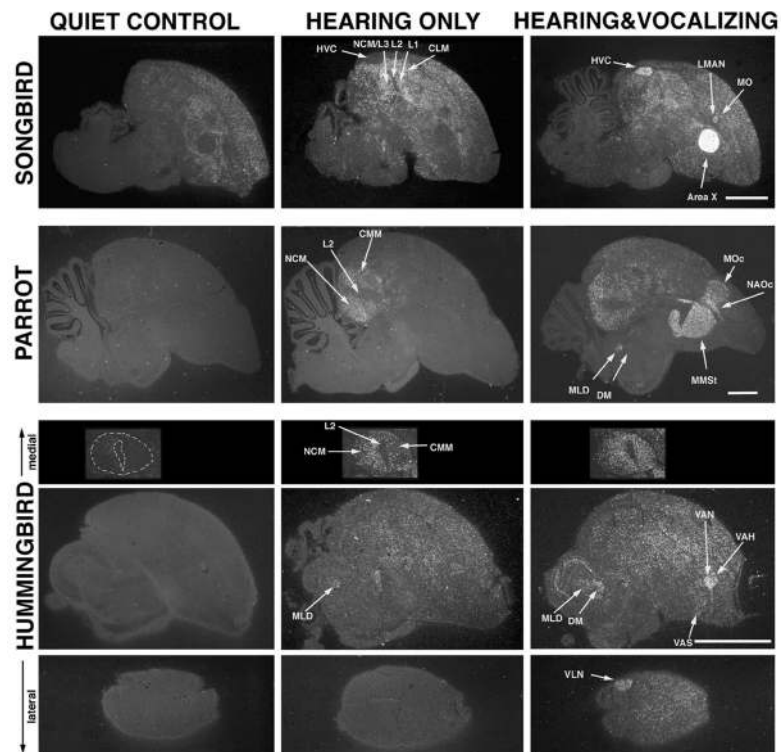 QUIET CONTROL HEARING ONLY HEARING&VOCALIZING
SONGBIRD
HVC NCM/L3 L2 L1 CLM
HVC LMAN MO
Area X
PARROT
NCM L2 CMM
MOc
NAOc
MLD DM MMSt
HUMMINGBIRD
medial
L2
NCM CMM
MLD
VAN
VAH
MLD DM
VAS
lateral
VLN